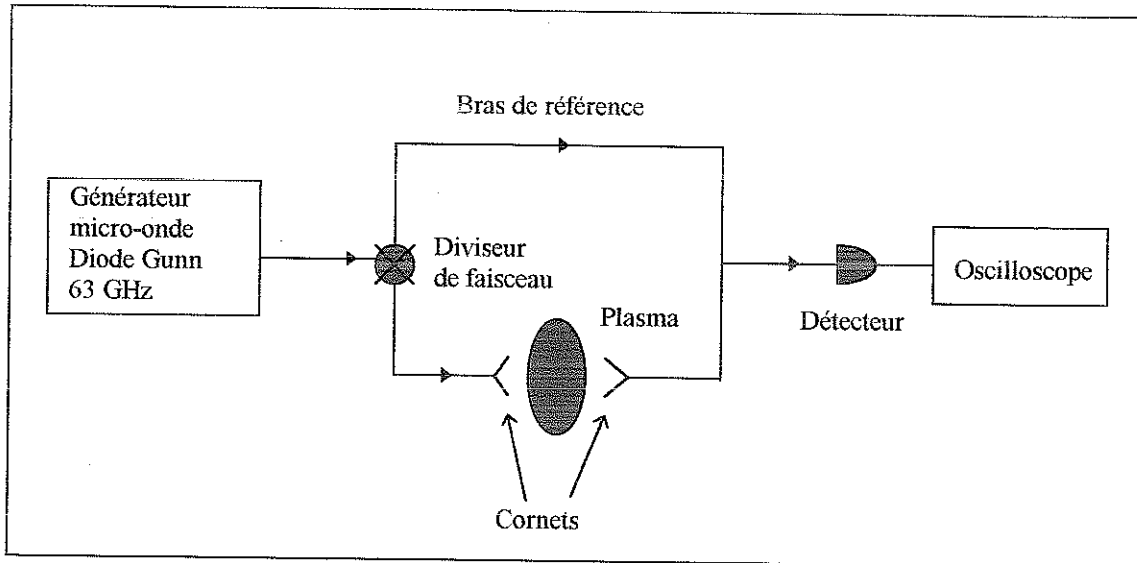 Bras de référence
Générateur
micro-onde
Diode Gunn
63 GHz
Diviseur
de faisceau
Plasma
Détecteur
Oscilloscope
Cornets